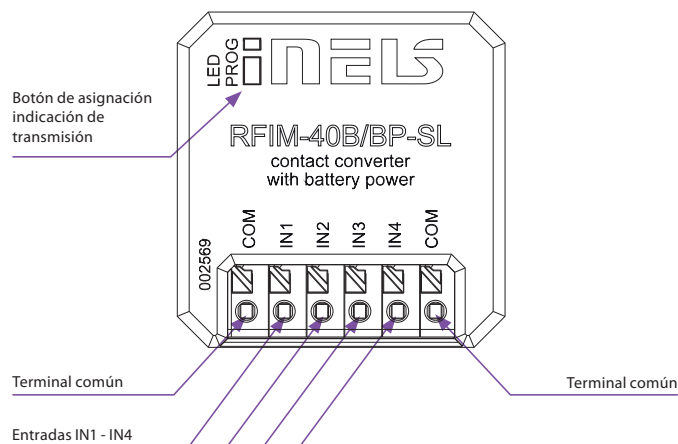 LED
PROG
iNELS
Botón de asignación
indicación de
transmisión
RFIM-40B/BP-SL
contact converter
with battery power
002569
COM
IN1
IN2
IN3
IN4
COM
Terminal común
Terminal común
Entradas IN1 - IN4